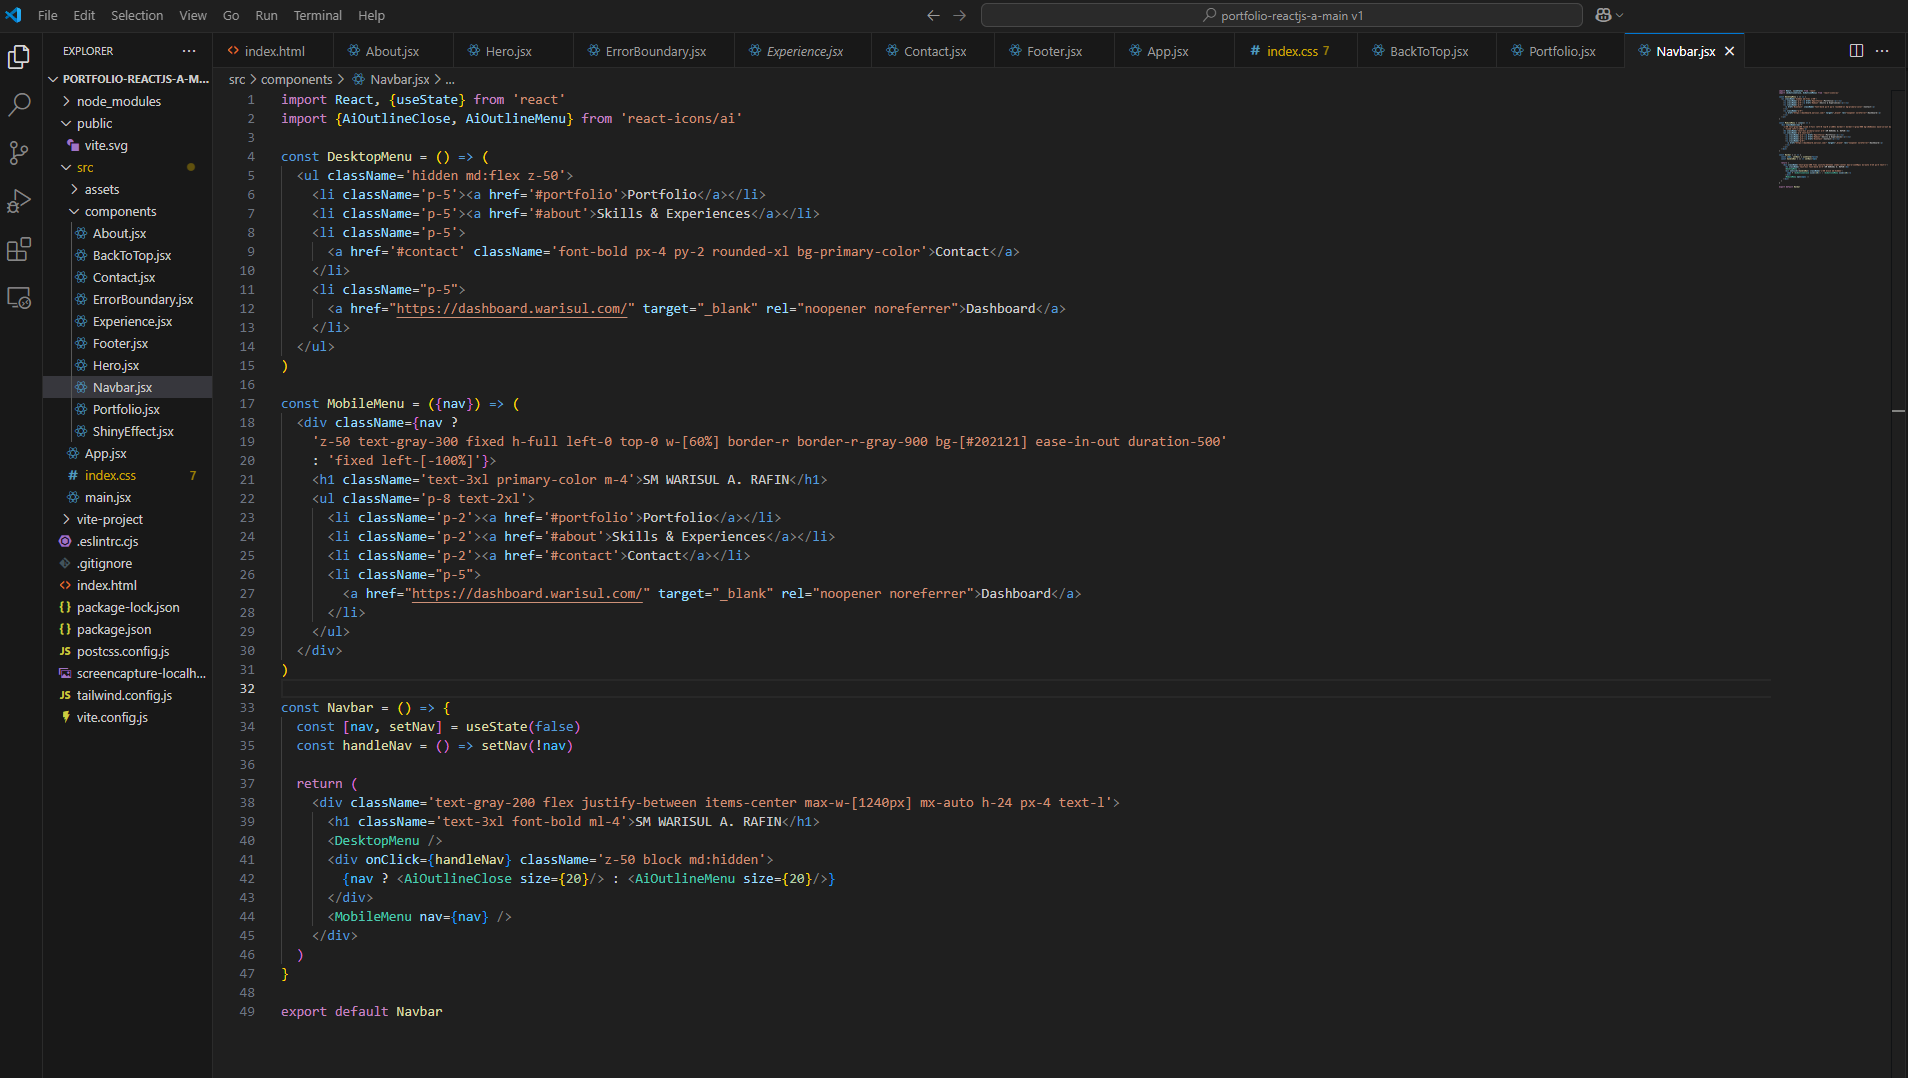 File Edit Selection View Go Run Terminal Help
portfolio-reactjs-a-main v1
EXPLORER
PORTFOLIO-REACTJS-A-M...
node_modules
public
vite.svg
src
assets
components
About.jsx
BackToTop.jsx
Contact.jsx
ErrorBoundary.jsx
Experience.jsx
Footer.jsx
Hero.jsx
Navbar.jsx
Portfolio.jsx
ShinyEffect.jsx
App.jsx
index.css 7
main.jsx
vite-project
.eslintrc.cjs
.gitignore
index.html
package-lock.json
package.json
postcss.config.js
screencapture-localh...
tailwind.config.js
vite.config.js
index.html About.jsx Hero.jsx ErrorBoundary.jsx Experience.jsx Contact.jsx Footer.jsx App.jsx index.css 7 BackToTop.jsx Portfolio.jsx Navbar.jsx
src > components > Navbar.jsx > ...
1 import React, {useState} from 'react'
2 import {AiOutlineClose, AiOutlineMenu} from 'react-icons/ai'
3
4 const DesktopMenu = () => (
5 <ul className='hidden md:flex z-50'>
6 <li className='p-5'><a href='#portfolio'>Portfolio</a></li>
7 <li className='p-5'><a href='#about'>Skills & Experiences</a></li>
8 <li className='p-5'>
9 <a href='#contact' className='font-bold px-4 py-2 rounded-xl bg-primary-color'>Contact</a>
10 </li>
11 <li className="p-5">
12 <a href="https://dashboard.warisul.com/" target="_blank" rel="noopener noreferrer">Dashboard</a>
13 </li>
14 </ul>
15 )
16
17 const MobileMenu = ({nav}) => (
18 <div className={nav ?
19 'z-50 text-gray-300 fixed h-full left-0 top-0 w-[60%] border-r border-r-gray-900 bg-[#202121] ease-in-out duration-500'
20 : 'fixed left-[-100%]'}>
21 <h1 className='text-3xl primary-color m-4'>SM WARISUL A. RAFIN</h1>
22 <ul className='p-8 text-2xl'>
23 <li className='p-2'><a href='#portfolio'>Portfolio</a></li>
24 <li className='p-2'><a href='#about'>Skills & Experiences</a></li>
25 <li className='p-2'><a href='#contact'>Contact</a></li>
26 <li className="p-5">
27 <a href="https://dashboard.warisul.com/" target="_blank" rel="noopener noreferrer">Dashboard</a>
28 </li>
29 </ul>
30 </div>
31 )
32
33 const Navbar = () => {
34 const [nav, setNav] = useState(false)
35 const handleNav = () => setNav(!nav)
36
37 return (
38 <div className='text-gray-200 flex justify-between items-center max-w-[1240px] mx-auto h-24 px-4 text-l'>
39 <h1 className='text-3xl font-bold ml-4'>SM WARISUL A. RAFIN</h1>
40 <DesktopMenu />
41 <div onClick={handleNav} className='z-50 block md:hidden'>
42 {nav ? <AiOutlineClose size={20}/> : <AiOutlineMenu size={20}/>}
43 </div>
44 <MobileMenu nav={nav} />
45 </div>
46 )
47 }
48
49 export default Navbar